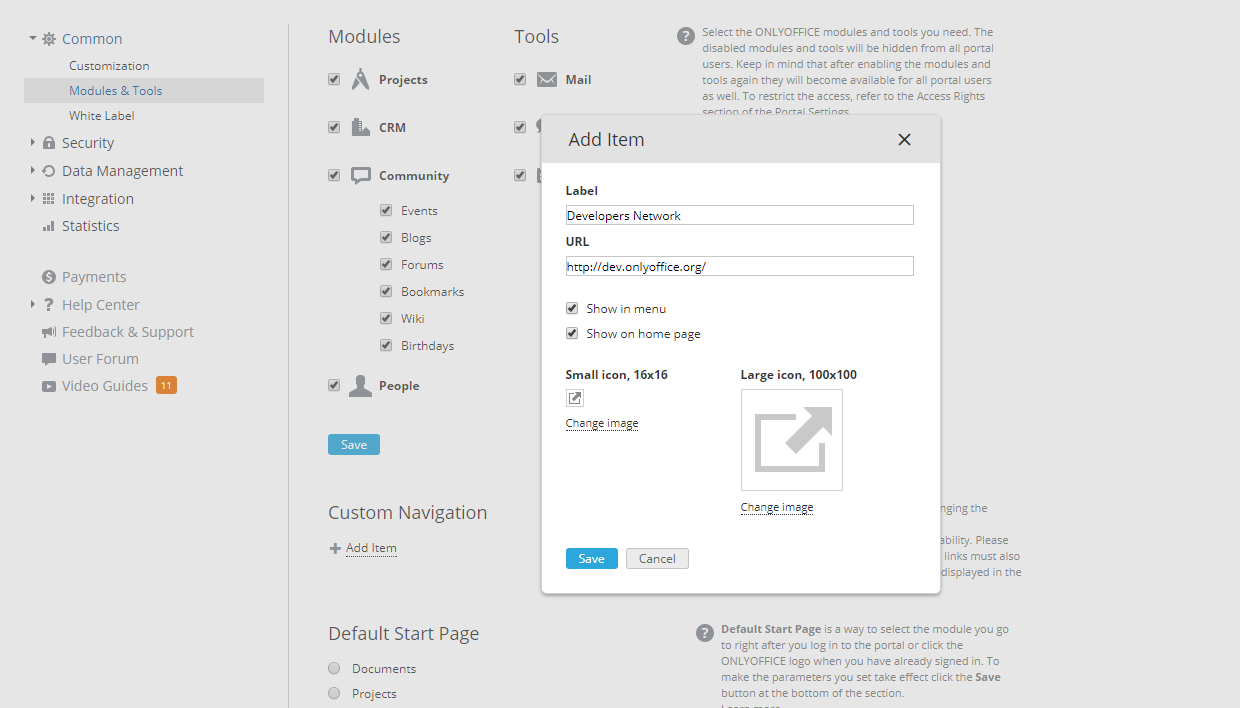 Common
Customization
Modules & Tools
White Label
Security
Data Management
Integration
Statistics
Payments
Help Center
Feedback & Support
User Forum
Video Guides 11
Modules
Projects
CRM
Community
Events
Blogs
Forums
Bookmarks
Wiki
Birthdays
People
Save
Tools
Mail
Select the ONLYOFFICE modules and tools you need. The
disabled modules and tools will be hidden from all portal
users. Keep in mind that after enabling the modules and
tools again they will become available for all portal users
as well. To restrict the access, refer to the Access Rights
section of the Portal Settings.
Add Item
Label
Developers Network
URL
http://dev.onlyoffice.org/
Show in menu
Show on home page
Small icon, 16x16
Change image
Large icon, 100x100
Change image
Save Cancel
Custom Navigation
Add Item
nging the
ability. Please
links must also
displayed in the
Default Start Page
Documents
Projects
Default Start Page is a way to select the module you go
to right after you log in to the portal or click the
ONLYOFFICE logo when you have already signed in. To
make the parameters you set take effect click the Save
button at the bottom of the section.
Learn more